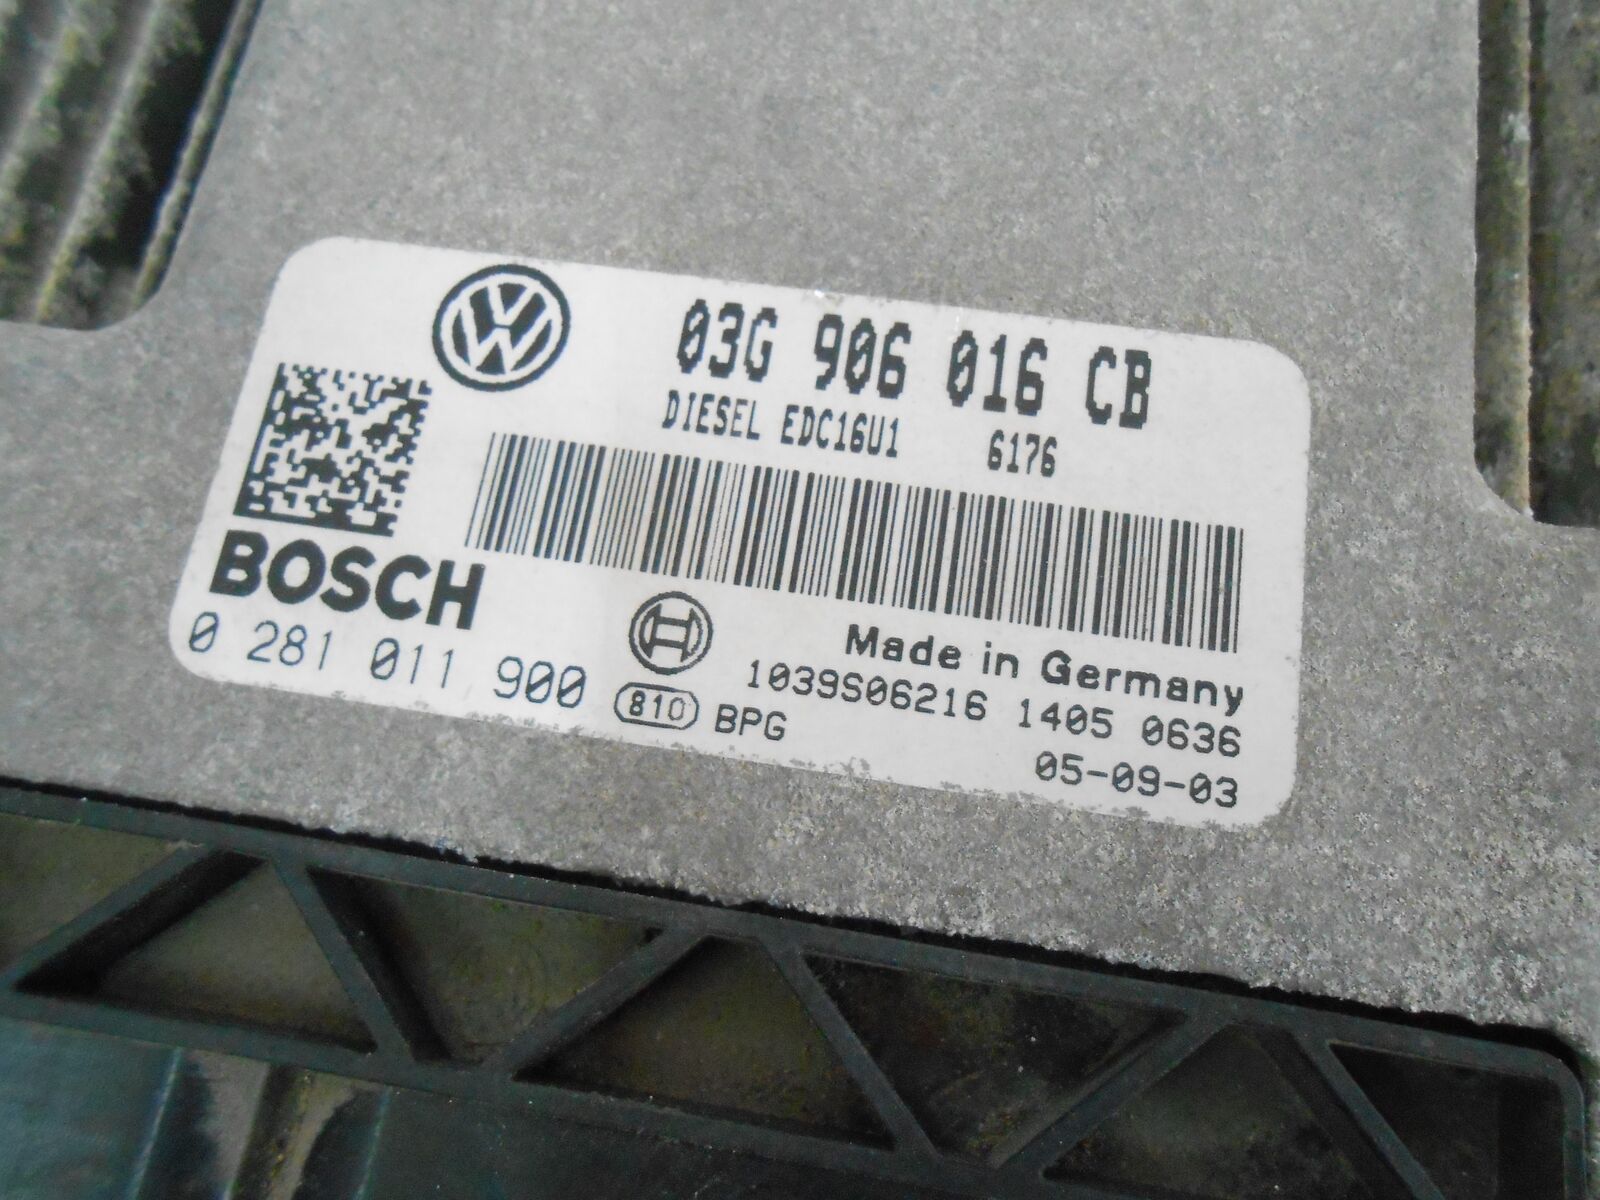 03G 906 016 CB
DIESEL EDC16U1 6176
BOSCH
0 281 011 900
Made in Germany
1039S06216 1405 0636
810 BPG
05-09-03